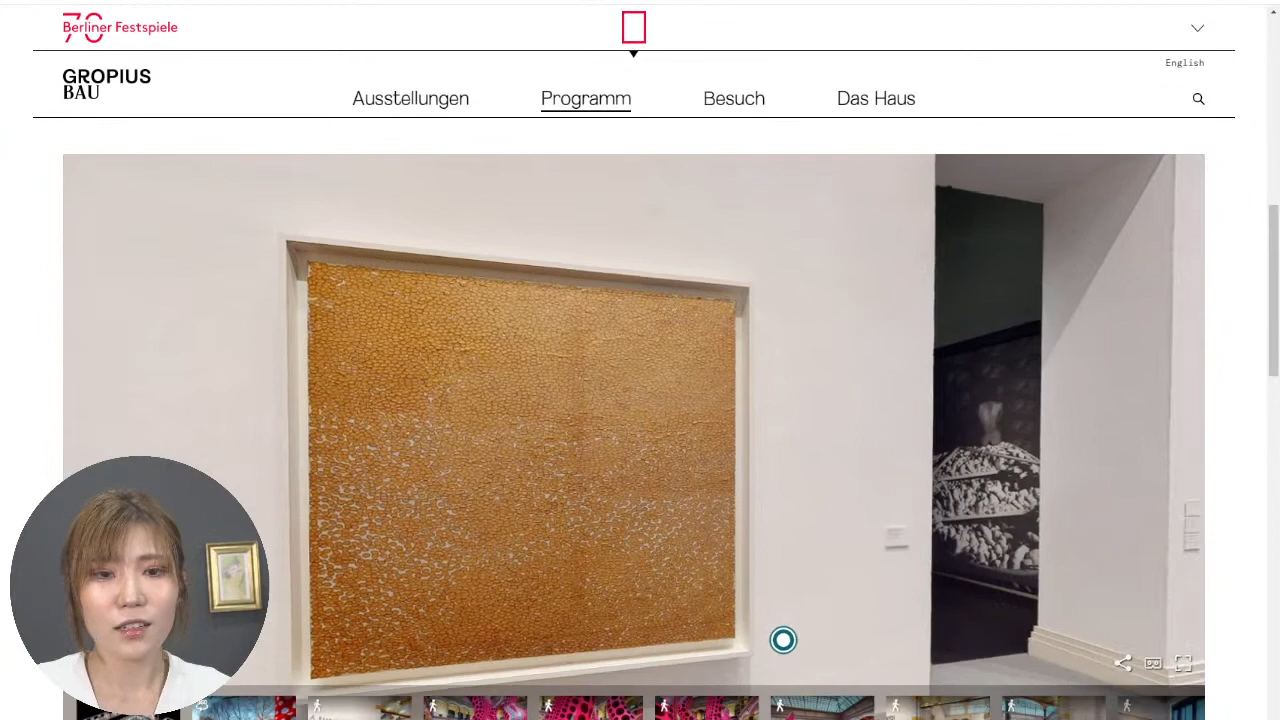 70
Berliner Festspiele
English
GROPIUS
BAU
Ausstellungen
Programm
Besuch
Das Haus